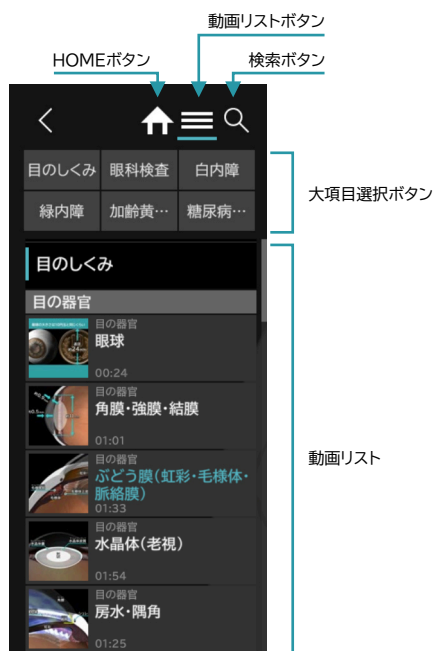 動画リストボタン
HOMEボタン
検索ボタン
目のしくみ 眼科検査 白内障
緑内障 加齢黄… 糖尿病…
大項目選択ボタン
目のしくみ
目の器官
目の器官
眼球
00:24
目の器官
角膜・強膜・結膜
01:01
目の器官
ぶどう膜(虹彩・毛様体・
脈絡膜)
01:33
動画リスト
目の器官
水晶体(老視)
01:54
目の器官
房水・隅角
01:25